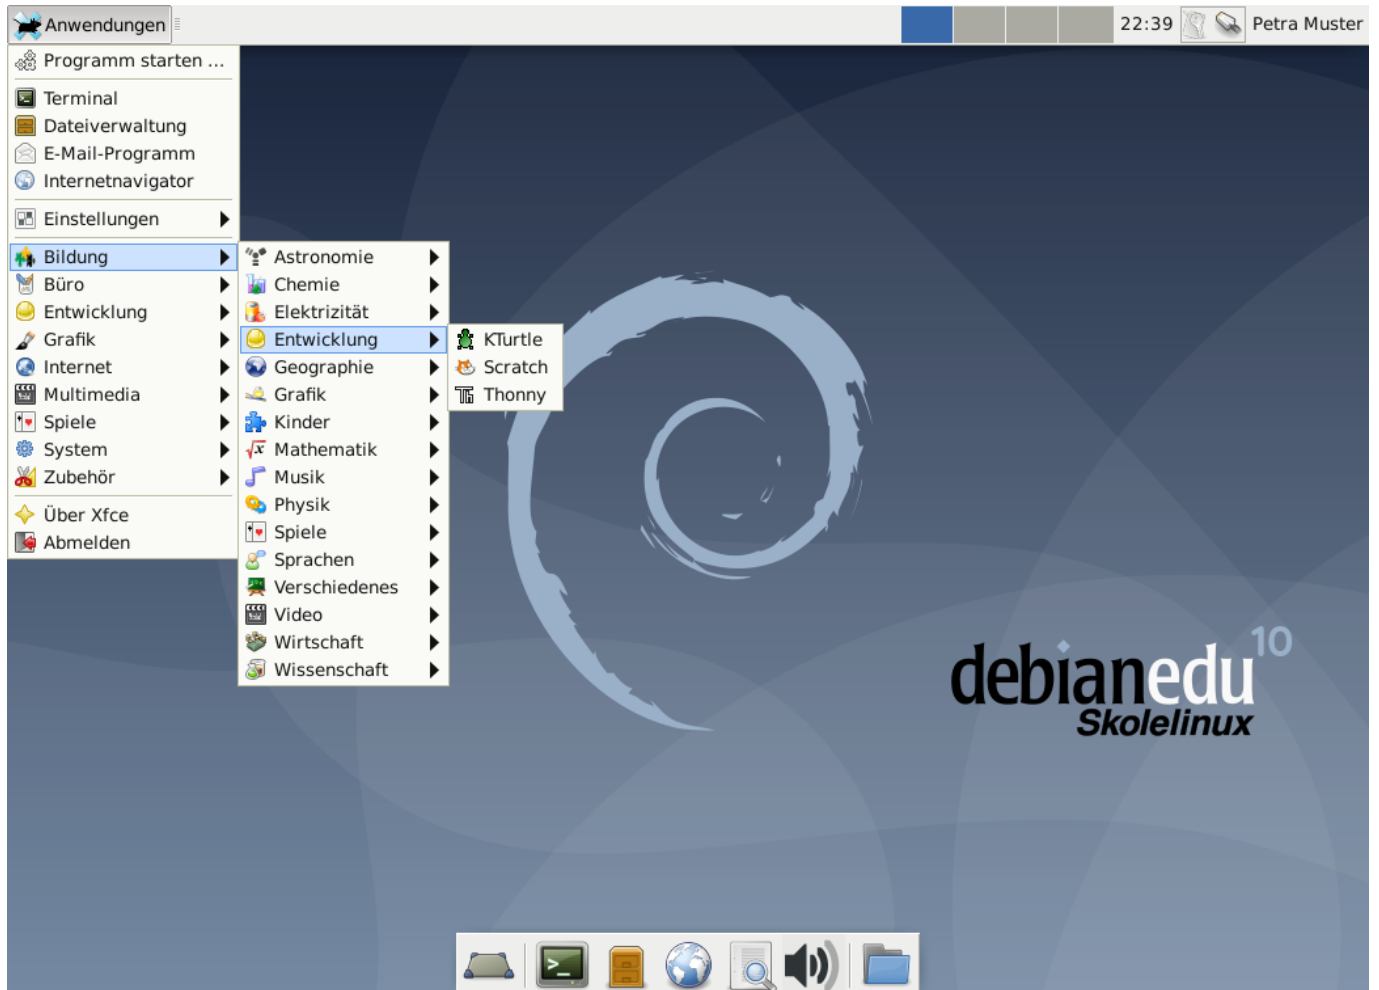 Anwendungen
22:39
Petra Muster
Programm starten ...
Terminal
Dateiverwaltung
E-Mail-Programm
Internetnavigator
Einstellungen
Bildung
Büro
Entwicklung
Grafik
Internet
Multimedia
Spiele
System
Zubehör
Über Xfce
Abmelden
Astronomie
Chemie
Elektrizität
Entwicklung
Geographie
Grafik
Kinder
Mathematik
Musik
Physik
Spiele
Sprachen
Verschiedenes
Video
Wirtschaft
Wissenschaft
KTurtle
Scratch
Thonny
debianedu 10
Skolelinux